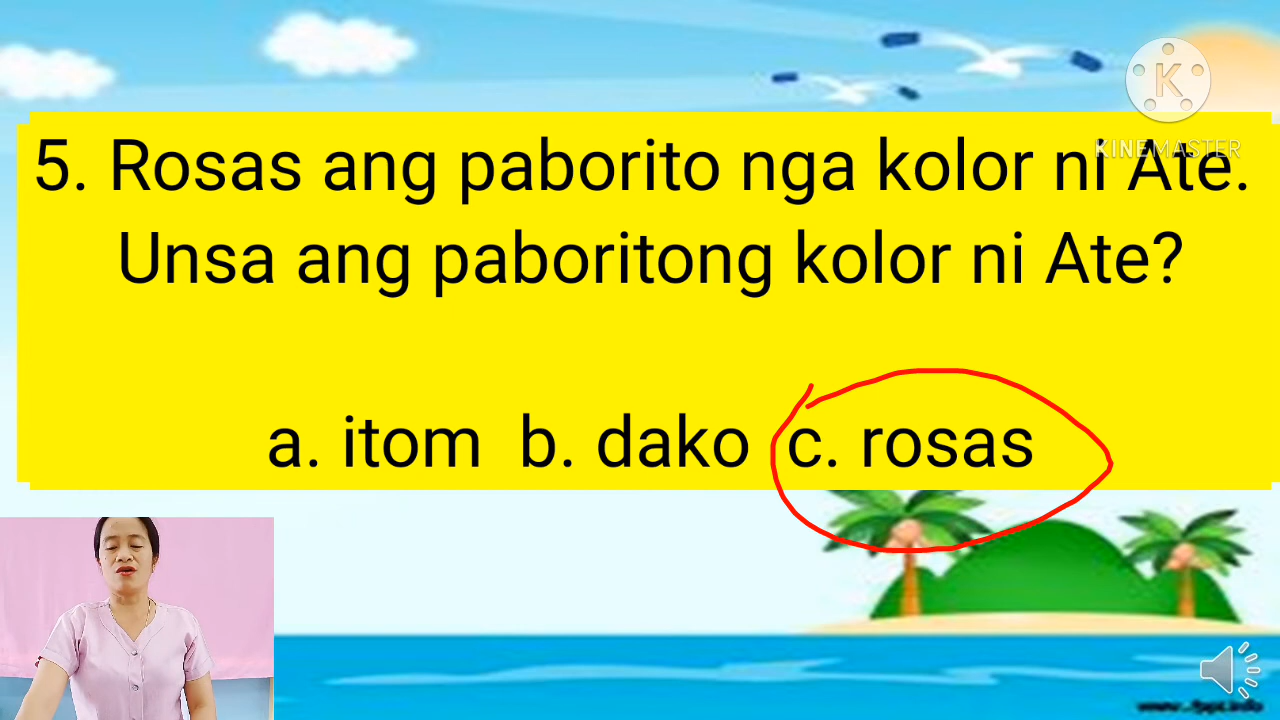 5. Rosas ang paborito nga kolor ni Ate.
Unsa ang paboritong kolor ni Ate?
a. itom b. dako c. rosas
K
KINEMASTER